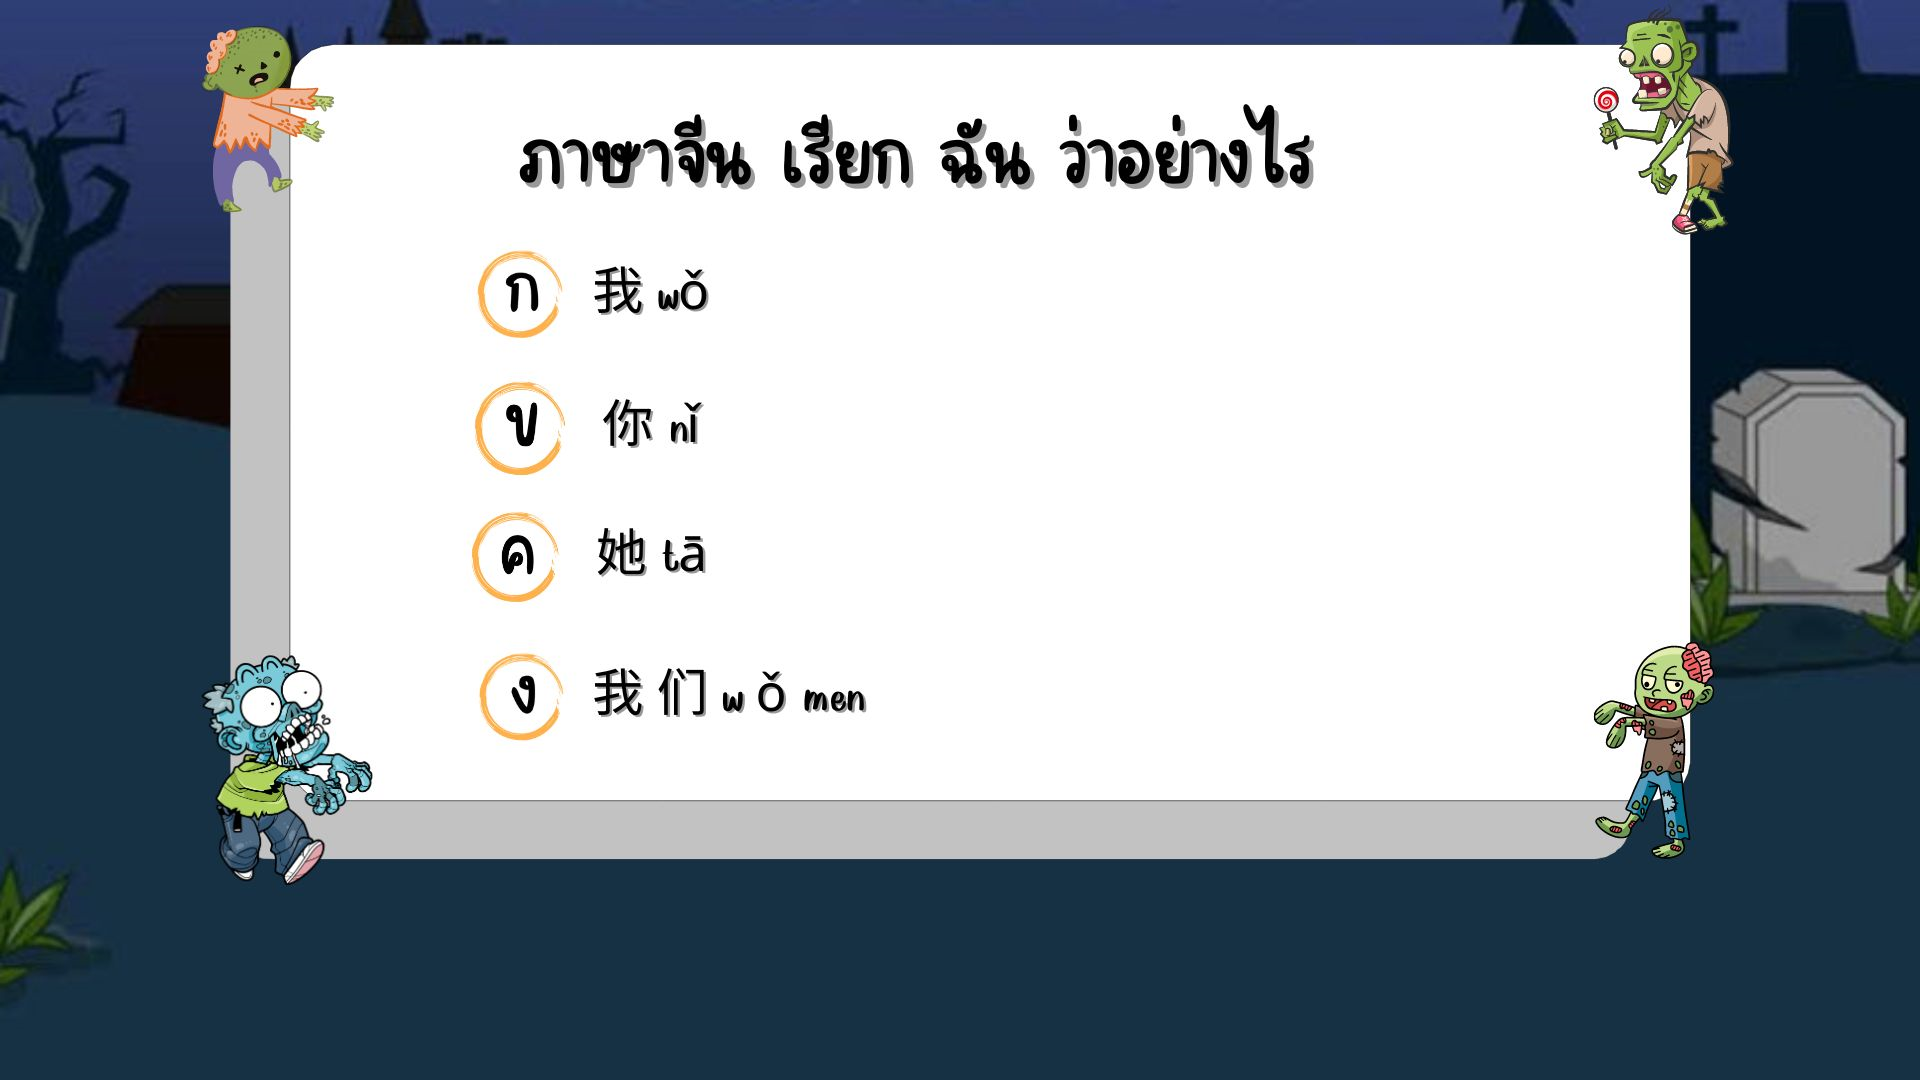 ภาษาจีน เรียก ฉัน ว่าอย่างไร
ก 我 wǒ
ข 你 nǐ
ค 她 tā
ง 我 们 w ǒ men